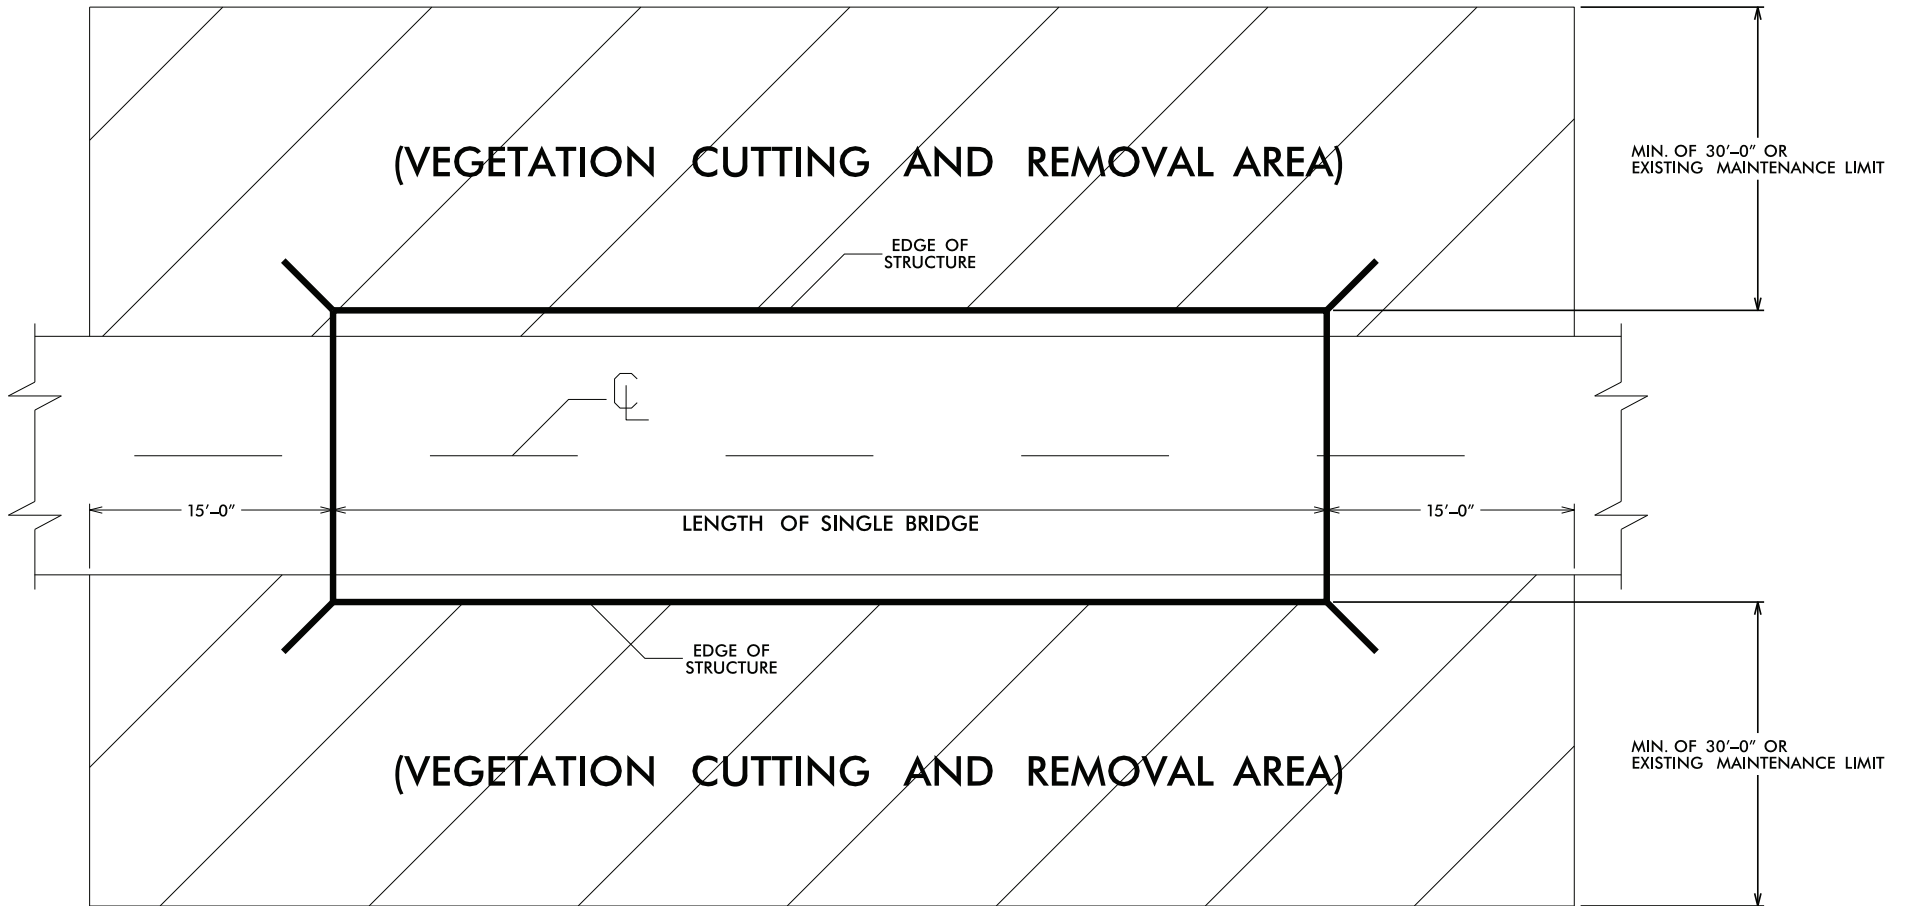 (VEGETATION CUTTING AND REMOVAL AREA)
MIN. OF 30'–0" OR
EXISTING MAINTENANCE LIMIT
EDGE OF
STRUCTURE
CL
15'–0"
LENGTH OF SINGLE BRIDGE
15'–0"
EDGE OF
STRUCTURE
(VEGETATION CUTTING AND REMOVAL AREA)
MIN. OF 30'–0" OR
EXISTING MAINTENANCE LIMIT